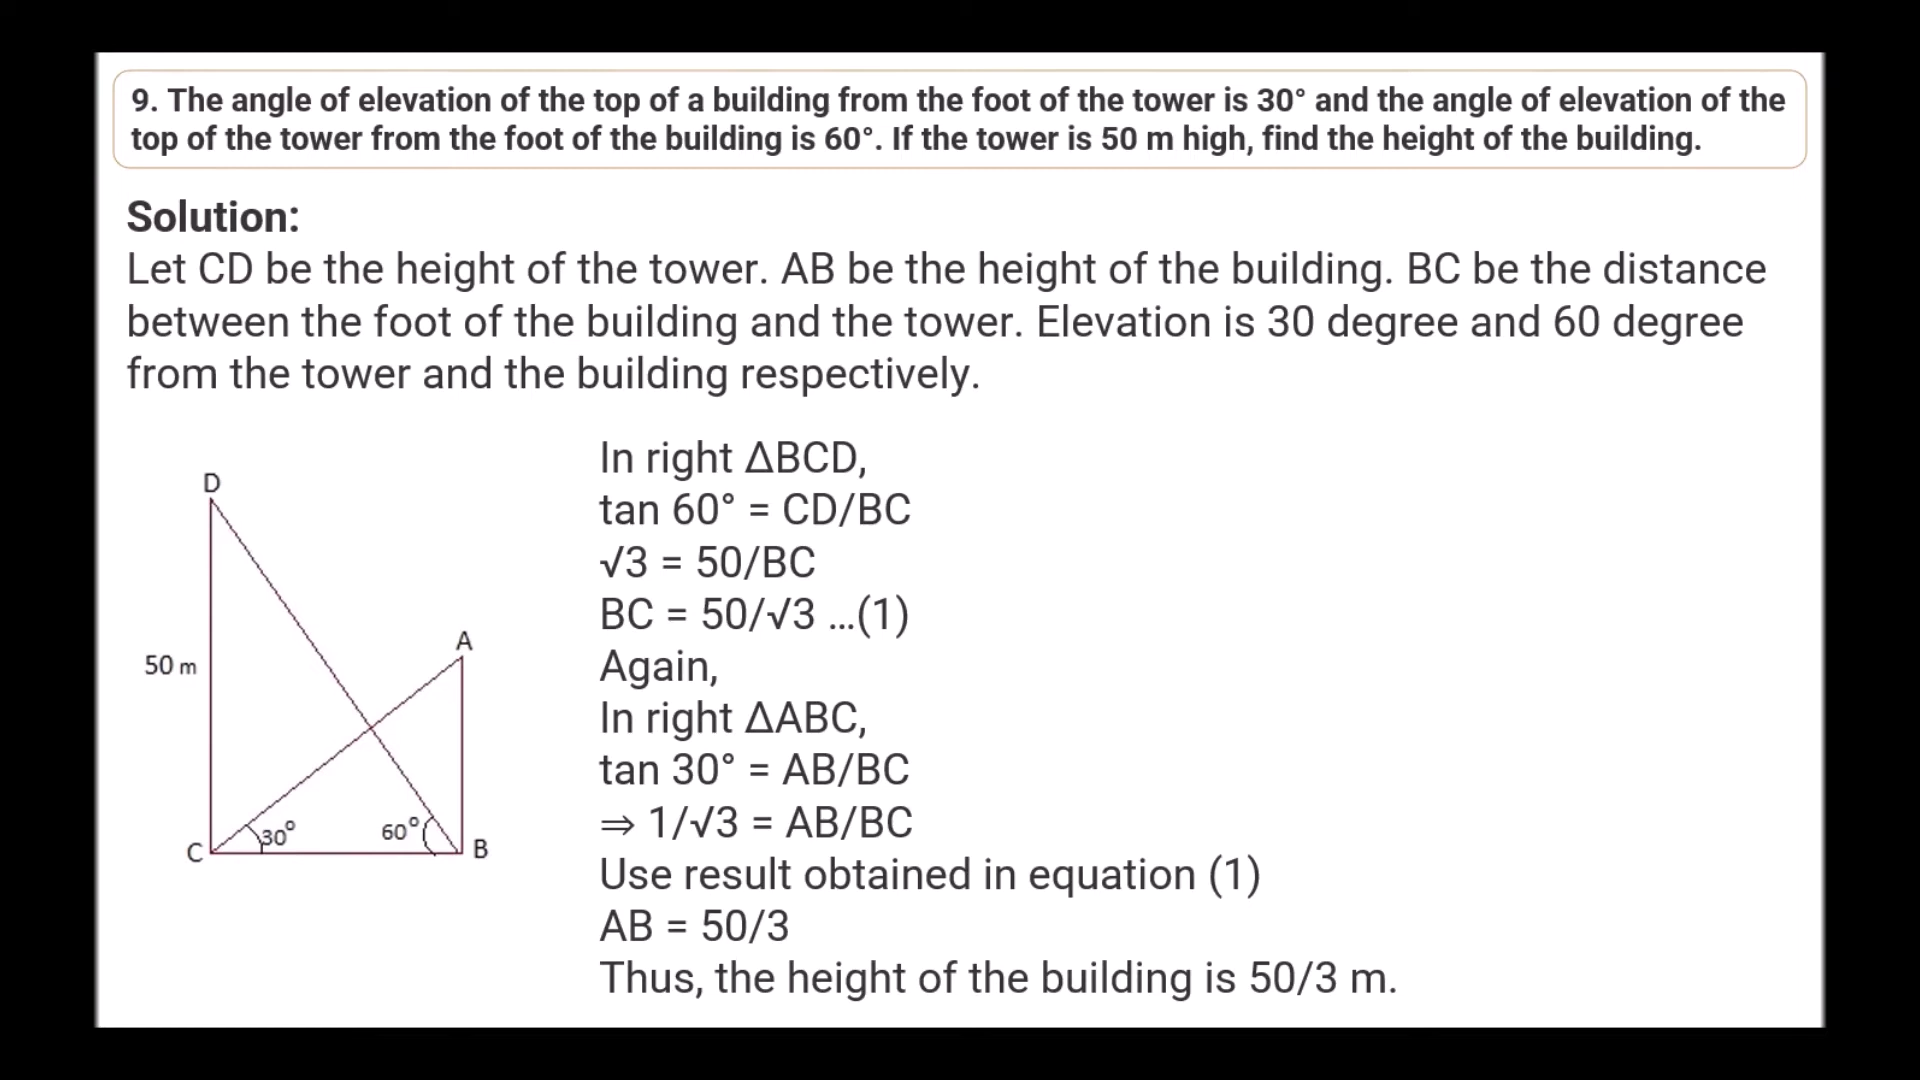 9. The angle of elevation of the top of a building from the foot of the tower is 30° and the angle of elevation of the
top of the tower from the foot of the building is 60°. If the tower is 50 m high, find the height of the building.
Solution:
Let CD be the height of the tower. AB be the height of the building. BC be the distance
between the foot of the building and the tower. Elevation is 30 degree and 60 degree
from the tower and the building respectively.
D
A
50 m
C
30°
60°
B
In right ΔBCD,
tan 60° = CD/BC
√3 = 50/BC
BC = 50/√3 …(1)
Again,
In right ΔABC,
tan 30° = AB/BC
⇒ 1/√3 = AB/BC
Use result obtained in equation (1)
AB = 50/3
Thus, the height of the building is 50/3 m.